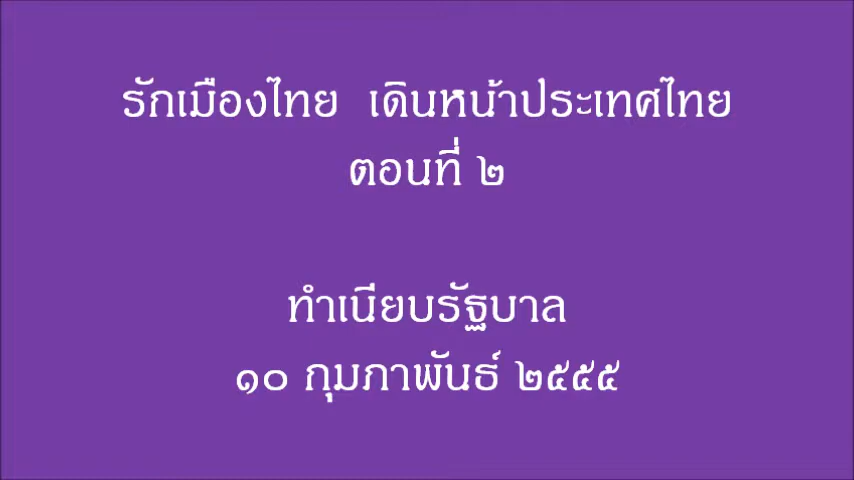 รักเมืองไทย เดินหน้าประเทศไทย
ตอนที่ ๒
ทำเนียบรัฐบาล
๑๐ กุมภาพันธ์ ๒๕๕๕